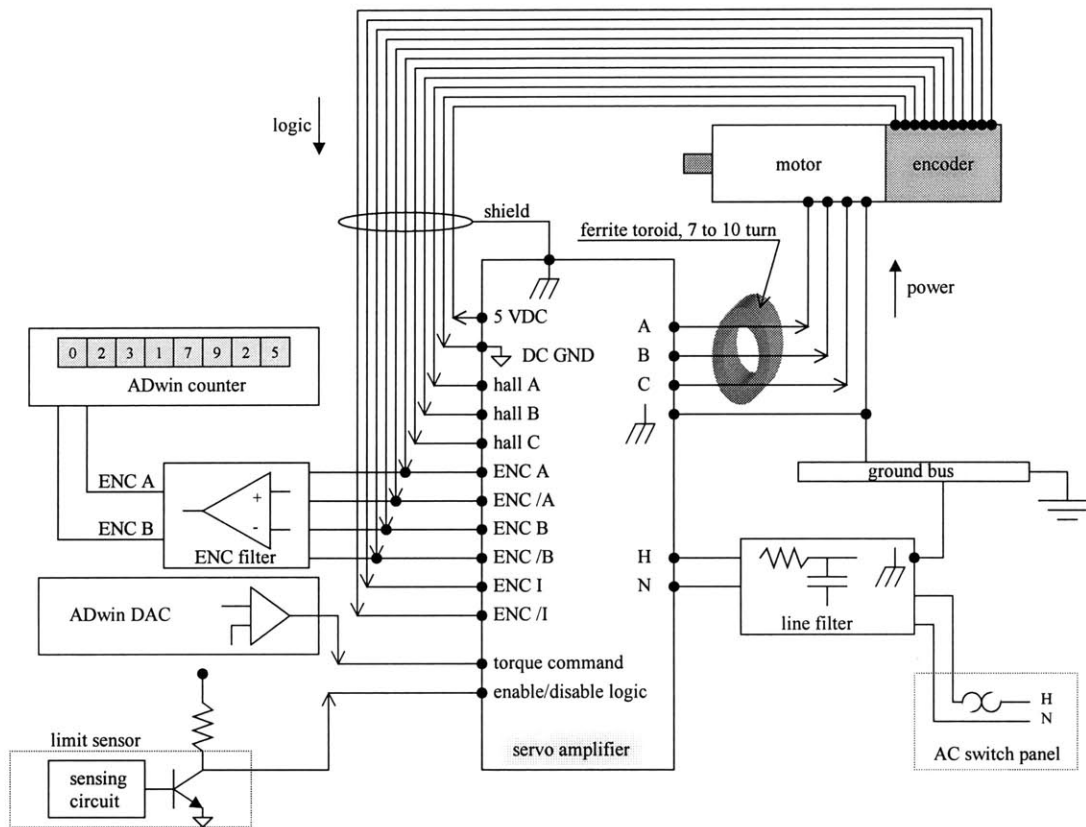 logic
motor
encoder
shield
ferrite toroid, 7 to 10 turn
power
0 2 3 1 7 9 2 5
ADwin counter
5 VDC
DC GND
hall A
hall B
hall C
ENC A
ENC /A
ENC B
ENC /B
ENC I
ENC /I
torque command
enable/disable logic
servo amplifier
A
B
C
H
N
ENC A
ENC B
+
-
ENC filter
ADwin DAC
limit sensor
sensing
circuit
ground bus
line filter
H
N
AC switch panel